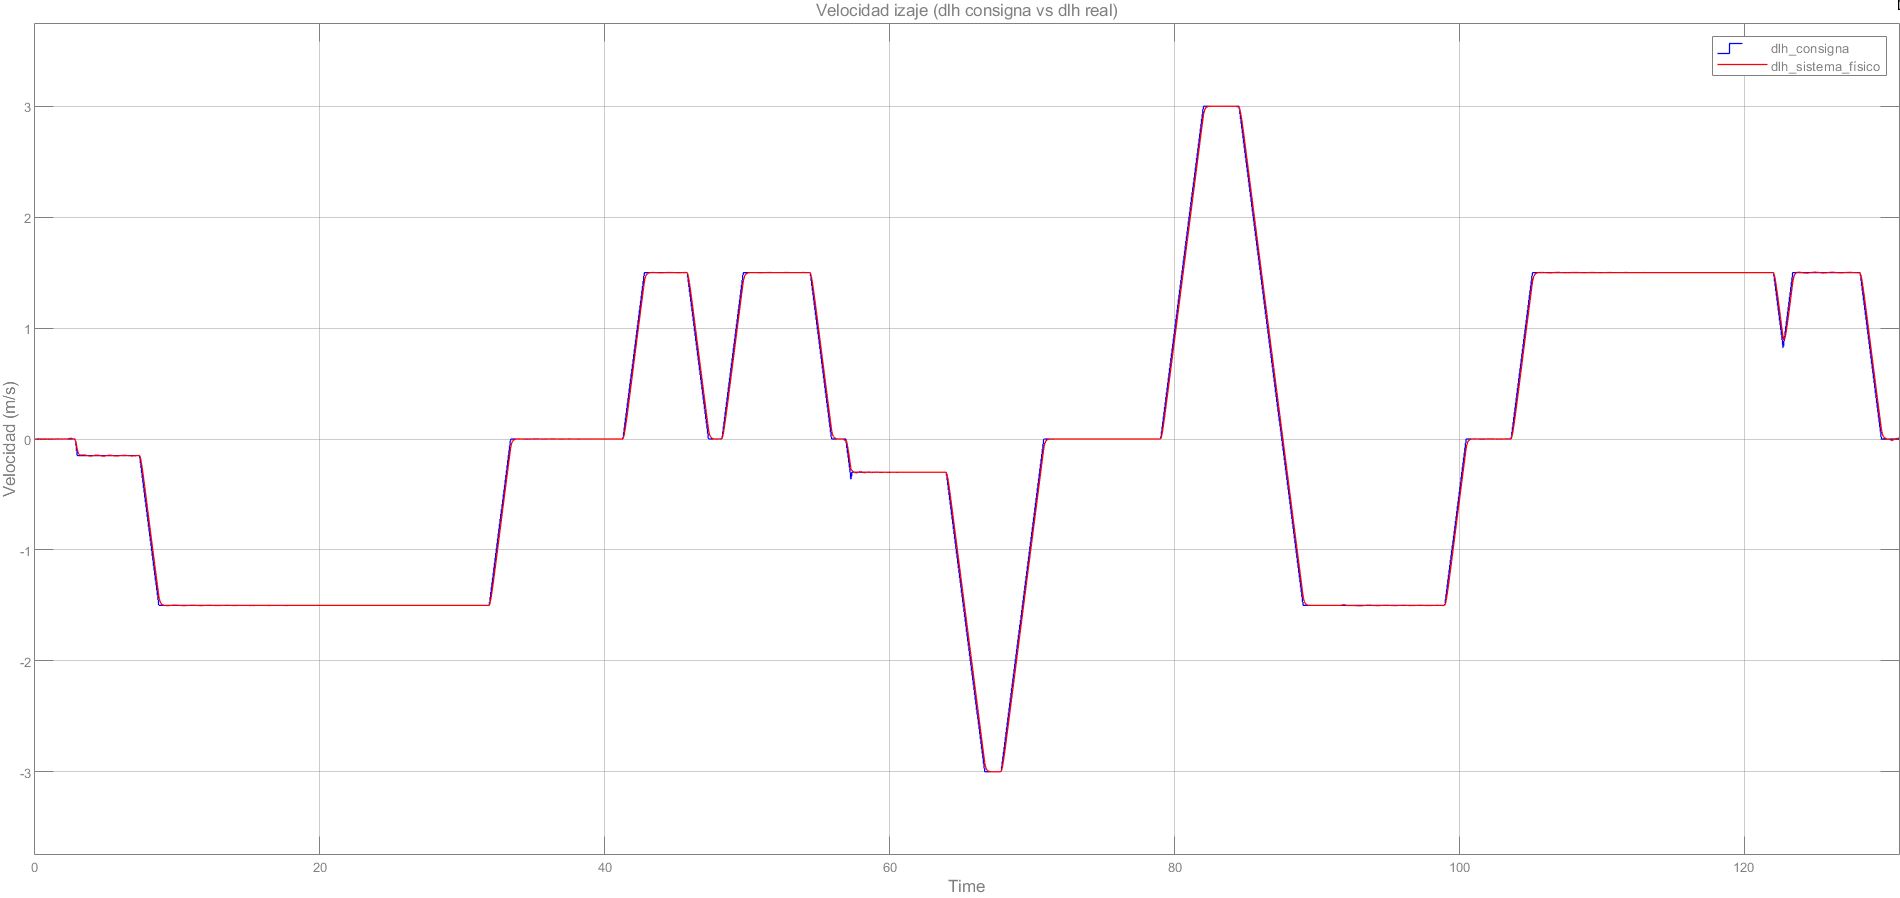 Velocidad izaje (dlh consigna vs dlh real)
dlh_consigna
dlh_sistema_físico
Velocidad (m/s)
3
2
1
0
-1
-2
-3
0 20 40 60 80 100 120
Time